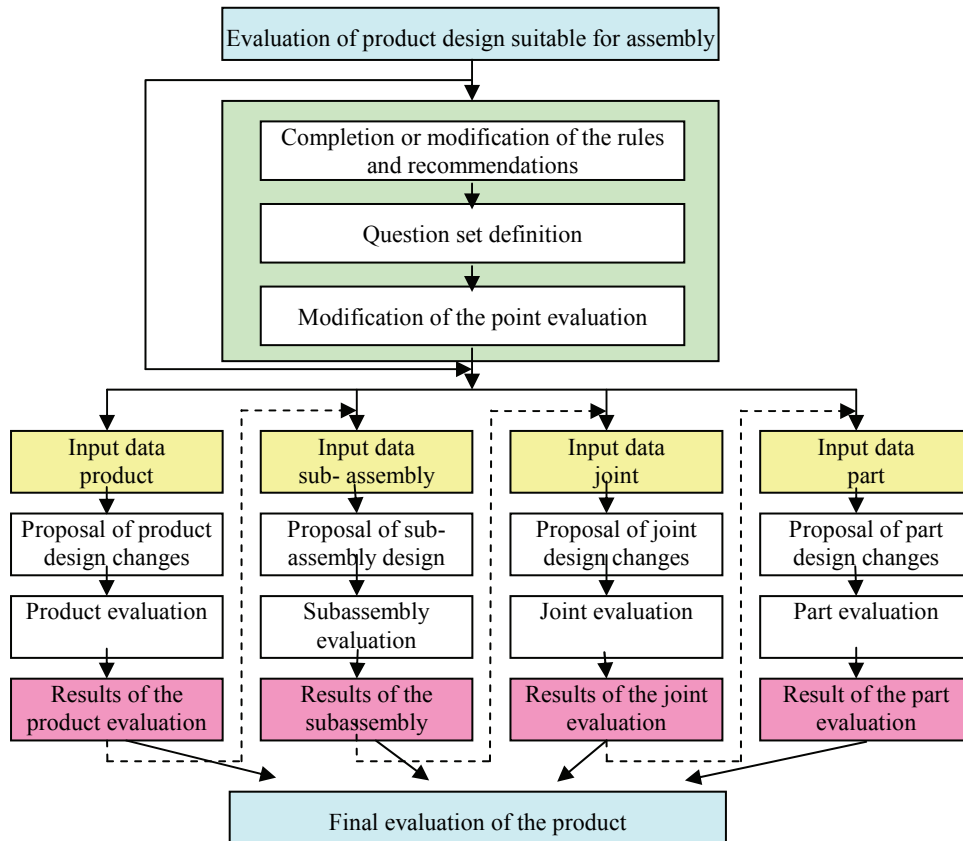 Evaluation of product design suitable for assembly
Completion or modification of the rules
and recommendations
Question set definition
Modification of the point evaluation
Input data
product
Input data
sub- assembly
Input data
joint
Input data
part
Proposal of product
design changes
Proposal of sub-
assembly design
Proposal of joint
design changes
Proposal of part
design changes
Product evaluation
Subassembly
evaluation
Joint evaluation
Part evaluation
Results of the
product evaluation
Results of the
subassembly
Results of the joint
evaluation
Result of the part
evaluation
Final evaluation of the product